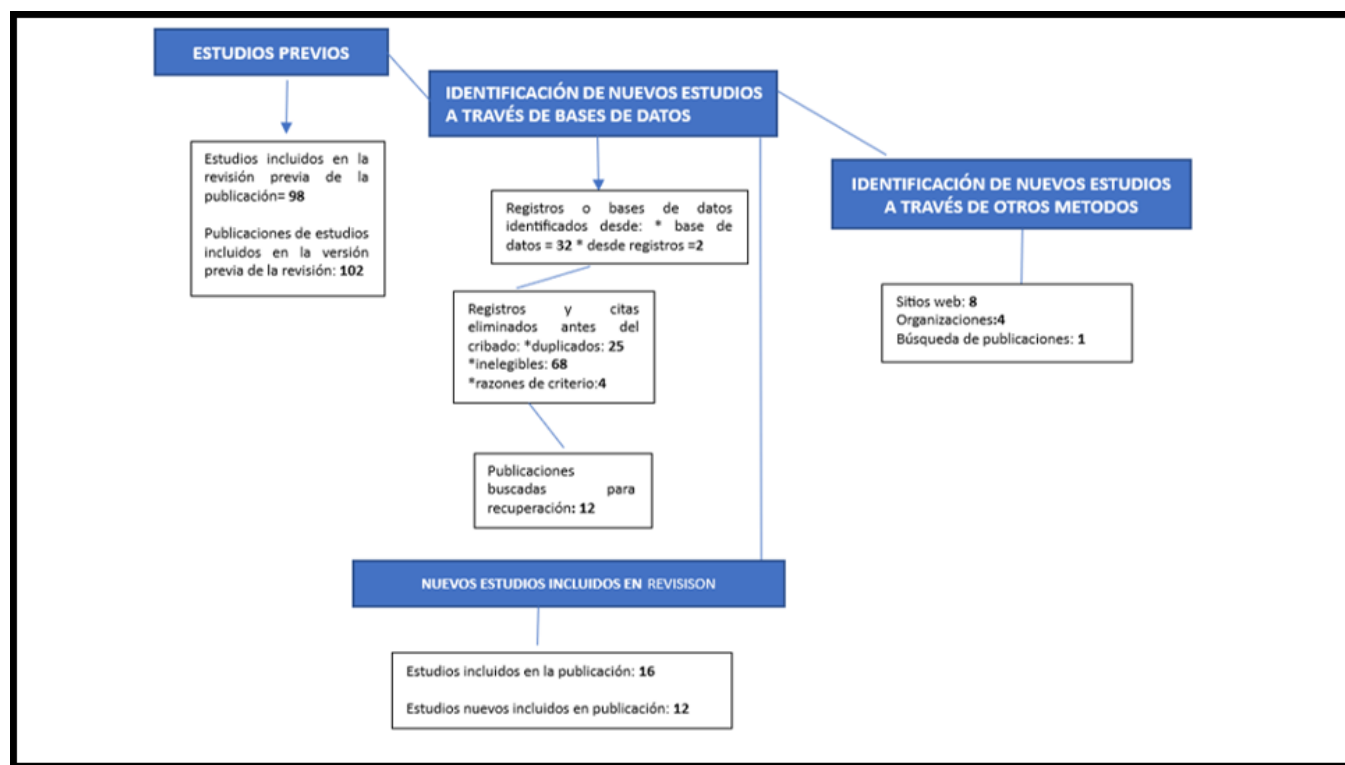 ESTUDIOS PREVIOS
Estudios incluidos en la
revisión previa de la
publicación= 98
Publicaciones de estudios
incluidos en la versión
previa de la revisión: 102
IDENTIFICACIÓN DE NUEVOS ESTUDIOS
A TRAVÉS DE BASES DE DATOS
Registros o bases de datos
identificados desde: * base de
datos = 32 * desde registros =2
Registros y citas
eliminados antes del
cribado: *duplicados: 25
*inelegibles: 68
*razones de criterio:4
Publicaciones
buscadas para
recuperación: 12
IDENTIFICACIÓN DE NUEVOS ESTUDIOS
A TRAVÉS DE OTROS METODOS
Sitios web: 8
Organizaciones:4
Búsqueda de publicaciones: 1
NUEVOS ESTUDIOS INCLUIDOS EN REVISISON
Estudios incluidos en la publicación: 16
Estudios nuevos incluidos en publicación: 12